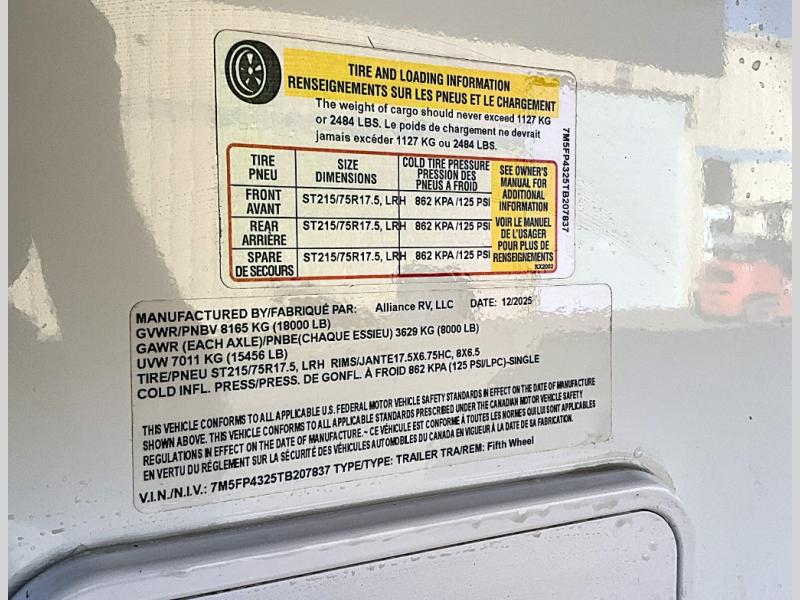 TIRE AND LOADING INFORMATION
RENSEIGNEMENTS SUR LES PNEUS ET LE CHARGEMENT
The weight of cargo should never exceed 1127 KG
or 2484 LBS. Le poids de chargement ne devrait
jamais excéder 1127 KG ou 2484 LBS.
TIRE PNEU SIZE DIMENSIONS COLD TIRE PRESSURE PRESSION DES PNEUS A FROID
FRONT AVANT ST215/75R17.5, LRH 862 KPA /125 PSI
REAR ARRIÈRE ST215/75R17.5, LRH 862 KPA /125 PSI
SPARE DE SECOURS ST215/75R17.5, LRH 862 KPA /125 PSI
SEE OWNER'S
MANUAL FOR
ADDITIONAL
INFORMATION
VOIR LE MANUEL
DE L'USAGER
POUR PLUS DE
RENSEIGNEMENTS
KX2002
7M5FP4325TB207837
MANUFACTURED BY/FABRIQUÉ PAR: Alliance RV, LLC DATE: 12/2025
GVWR/PNBV 8165 KG (18000 LB)
GAWR (EACH AXLE)/PNBE(CHAQUE ESSIEU) 3629 KG (8000 LB)
UVW 7011 KG (15456 LB)
TIRE/PNEU ST215/75R17.5, LRH RIMS/JANTE17.5X6.75HC, 8X6.5
COLD INFL. PRESS/PRESS. DE GONFL. À FROID 862 KPA (125 PSI/LPC)-SINGLE
THIS VEHICLE CONFORMS TO ALL APPLICABLE U.S. FEDERAL MOTOR VEHICLE SAFETY STANDARDS IN EFFECT ON THE DATE OF MANUFACTURE
SHOWN ABOVE. THIS VEHICLE CONFORMS TO ALL APPLICABLE STANDARDS PRESCRIBED UNDER THE CANADIAN MOTOR VEHICLE SAFETY
REGULATIONS IN EFFECT ON THE DATE OF MANUFACTURE. - CE VÉHICULE EST CONFORME À TOUTES LES NORMES QUI LUI SONT APPLICABLES
EN VERTU DU RÉGLEMENT SUR LA SÉCURITÉ DES VÉHICULES AUTOMOBILES DU CANADA EN VIGUEUR À LA DATE DE SA FABRICATION.
V.I.N./N.I.V.: 7M5FP4325TB207837 TYPE/TYPE: TRAILER TRA/REM: Fifth Wheel